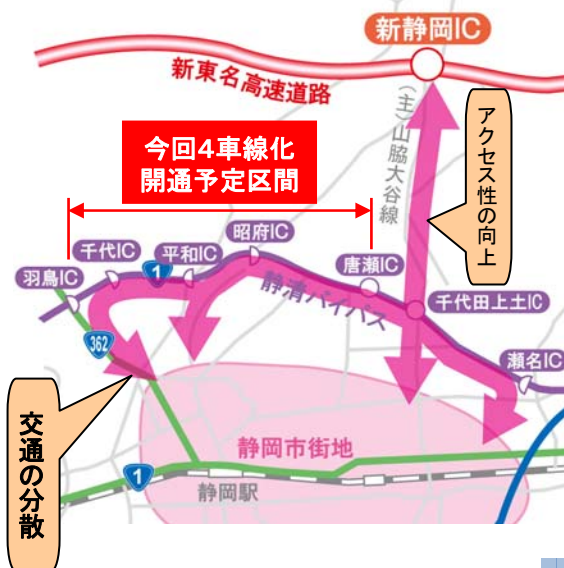 新静岡IC
新東名高速道路
(主)山脇大谷線
アクセス性の向上
今回4車線化
開通予定区間
昭府IC
千代IC
平和IC
羽鳥IC
1
唐瀬IC
静清バイパス
千代田上土IC
362
瀬名IC
交通の分散
静岡市街地
1
静岡駅